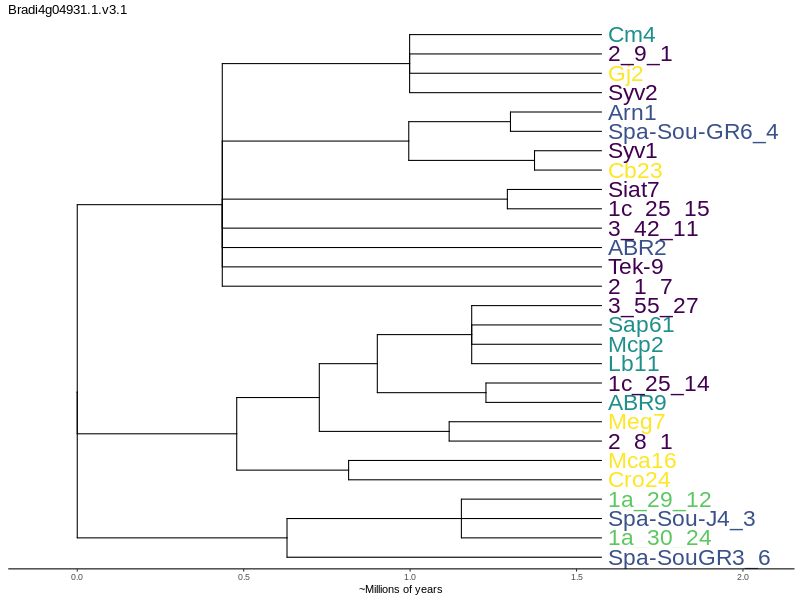 Bradi4g04931.1.v3.1
Cm4
2_9_1
Gj2
Syv2
Arn1
Spa-Sou-GR6_4
Syv1
Cb23
Siat7
1c_25_15
3_42_11
ABR2
Tek-9
2_1_7
3_55_27
Sap61
Mcp2
Lb11
1c_25_14
ABR9
Meg7
2_8_1
Mca16
Cro24
1a_29_12
Spa-Sou-J4_3
1a_30_24
Spa-SouGR3_6
0.0 0.5 1.0 1.5 2.0
~Millions of years